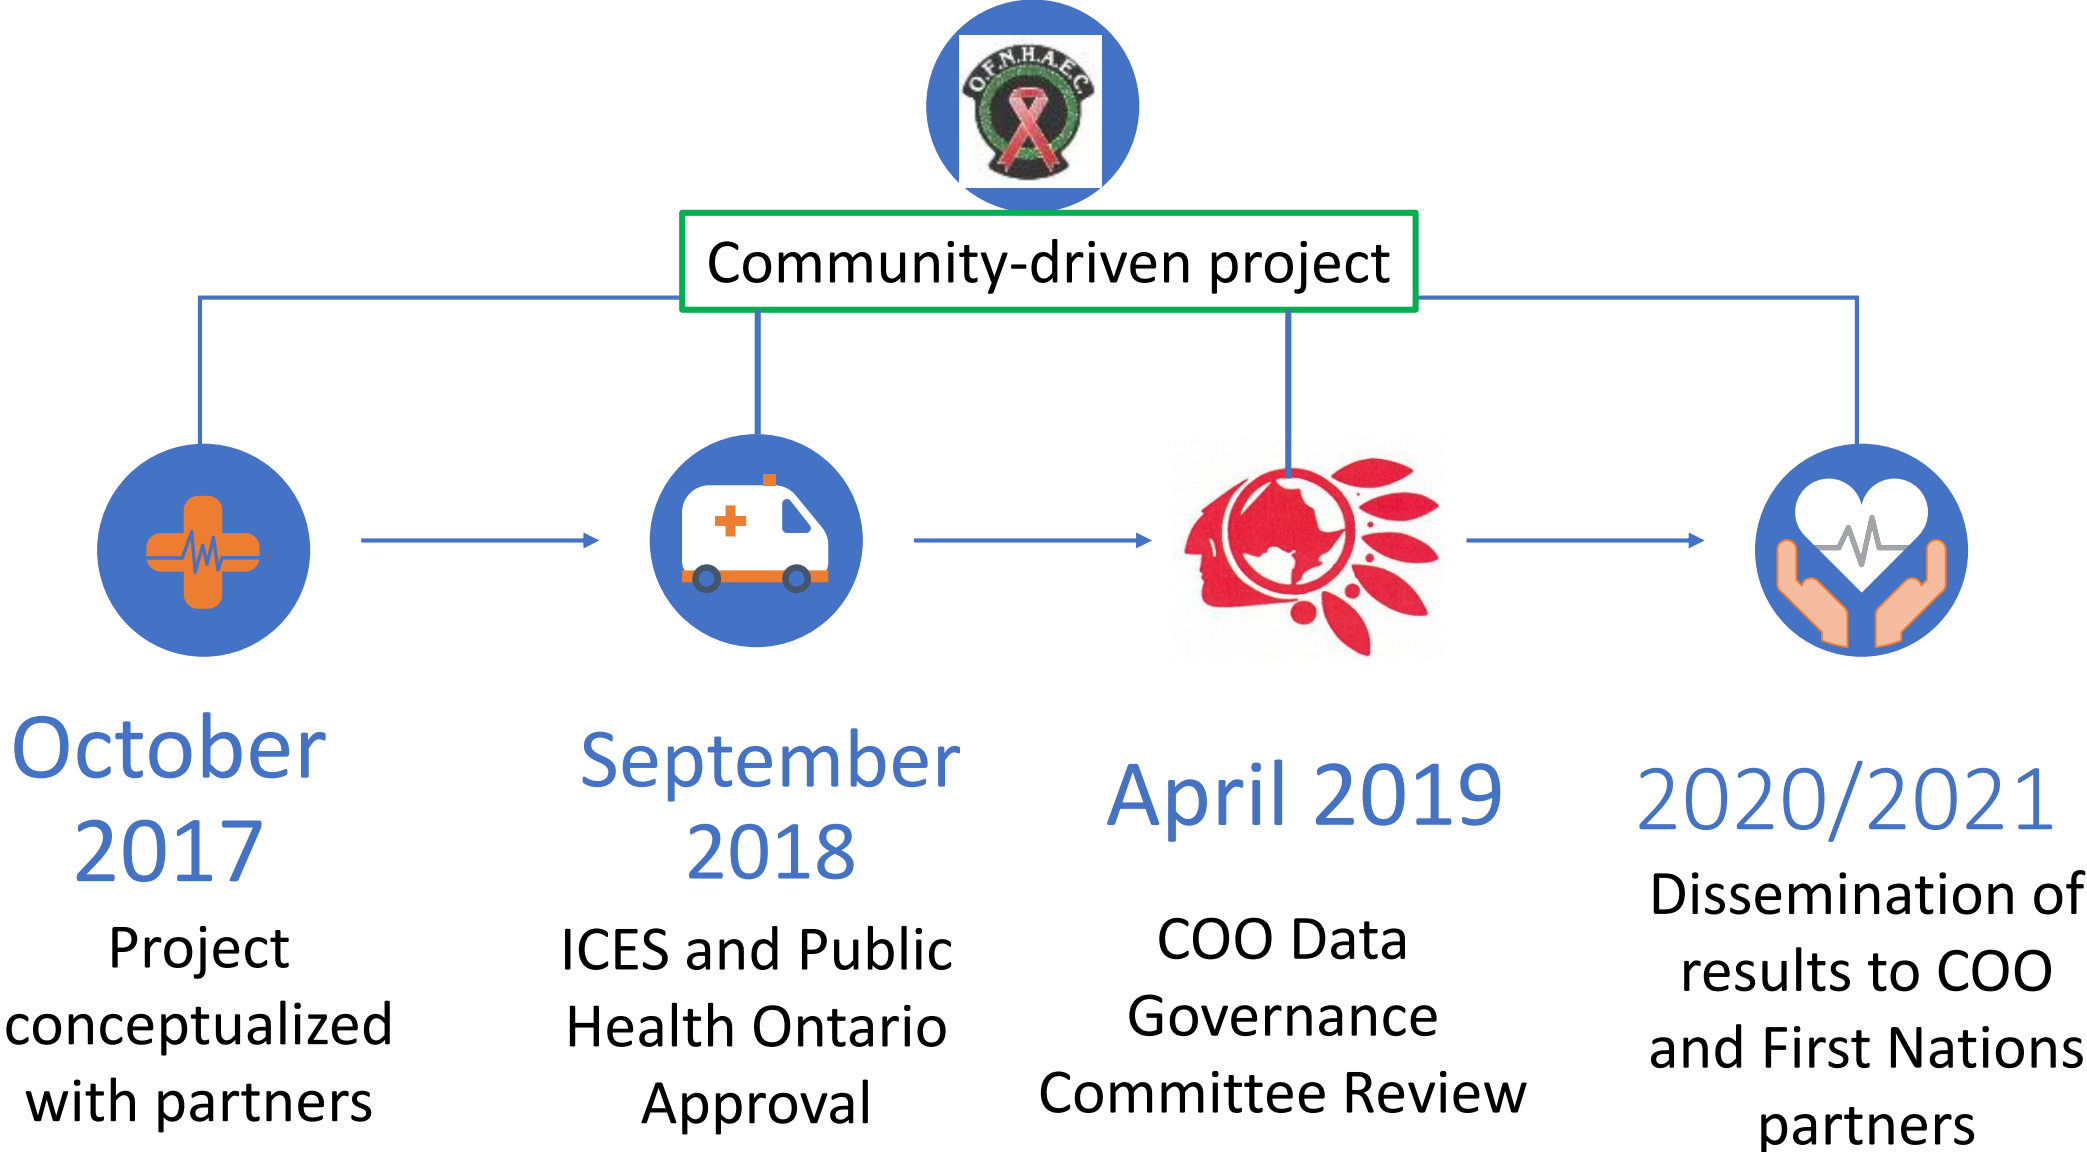 O.F.N.H.A.E.C.
Community-driven project
October
2017
Project
conceptualized
with partners
September
2018
ICES and Public
Health Ontario
Approval
April 2019
COO Data
Governance
Committee Review
2020/2021
Dissemination of
results to COO
and First Nations
partners